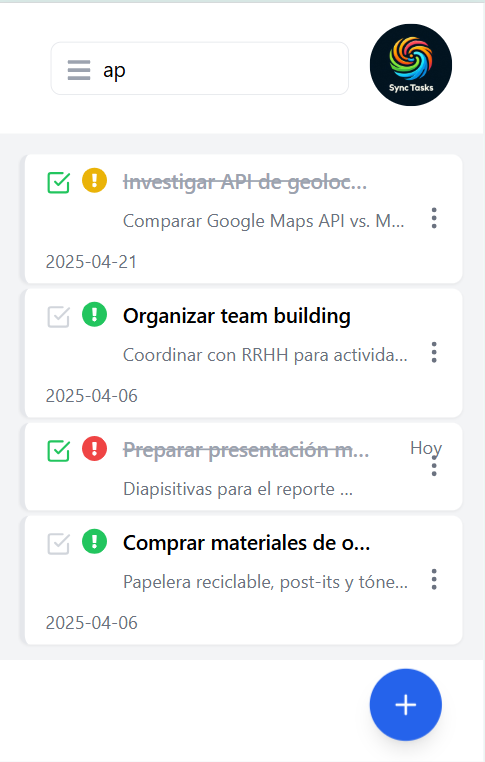 ap
Sync Tasks
Investigar API de geoloc...
Comparar Google Maps API vs. M...
2025-04-21
Organizar team building
Coordinar con RRHH para activida...
2025-04-06
Preparar presentación m...
Hoy
Diapisitivas para el reporte ...
Comprar materiales de o...
Papelera reciclable, post-its y tóne...
2025-04-06